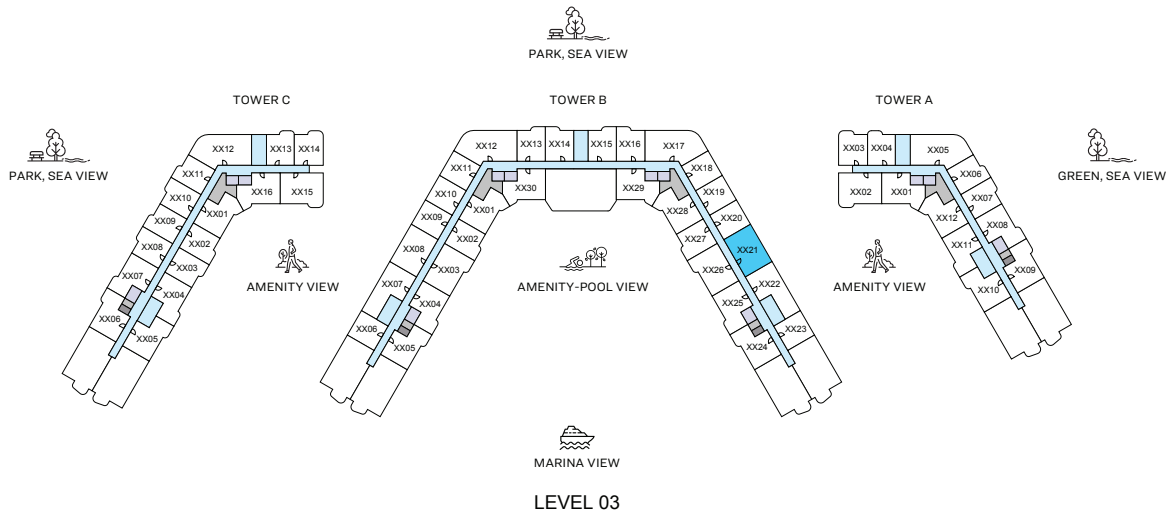 PARK, SEA VIEW
TOWER C
TOWER B
TOWER A
PARK, SEA VIEW
GREEN, SEA VIEW
XX12
XX13
XX14
XX11
XX16
XX15
XX10
XX01
XX09
XX02
XX08
XX03
XX07
XX04
XX06
XX05
AMENITY VIEW
XX12
XX13
XX14
XX15
XX16
XX17
XX11
XX30
XX29
XX18
XX10
XX01
XX28
XX19
XX09
XX02
XX27
XX20
XX08
XX03
XX26
XX21
XX07
XX04
XX25
XX22
XX06
XX05
XX24
XX23
AMENITY-POOL VIEW
AMENITY VIEW
XX03
XX04
XX05
XX02
XX01
XX06
XX12
XX07
XX11
XX08
XX10
XX09
MARINA VIEW
LEVEL 03